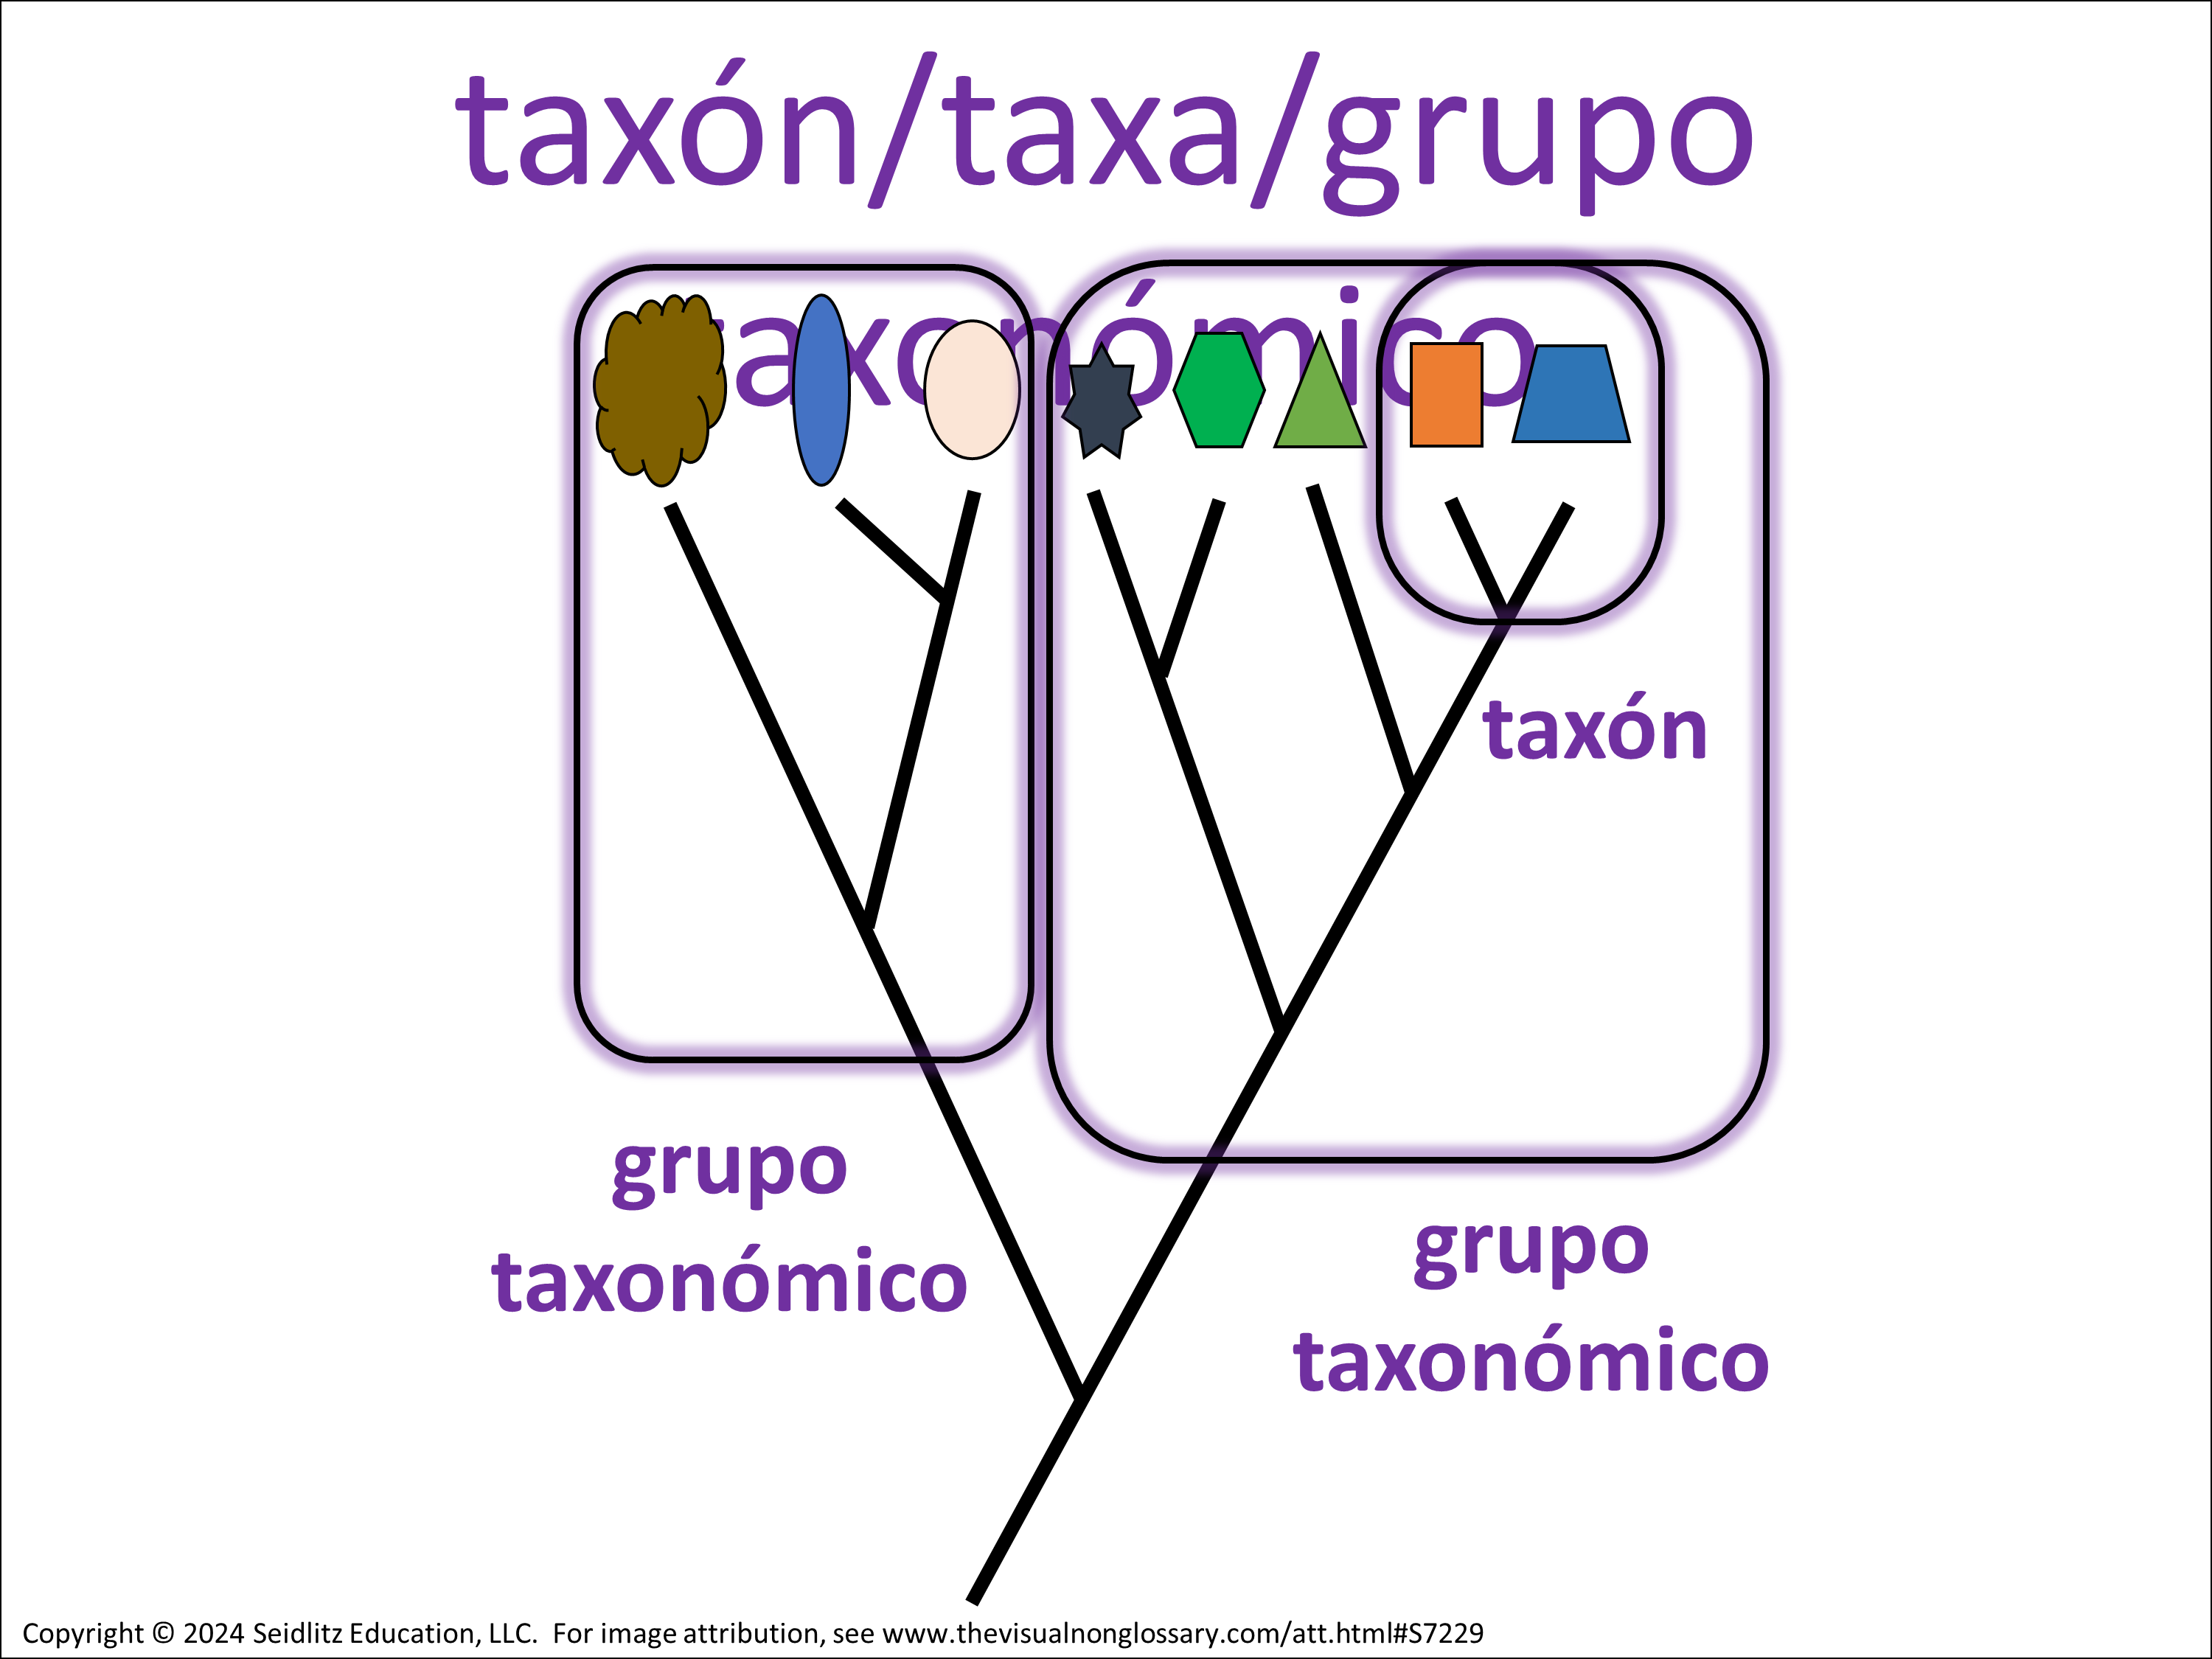 taxón/taxa/grupo
taxonómico
taxón
grupo
taxonómico
grupo
taxonómico
Copyright © 2024 Seidlitz Education, LLC. For image attribution, see www.thevisualnonglossary.com/att.html#S7229